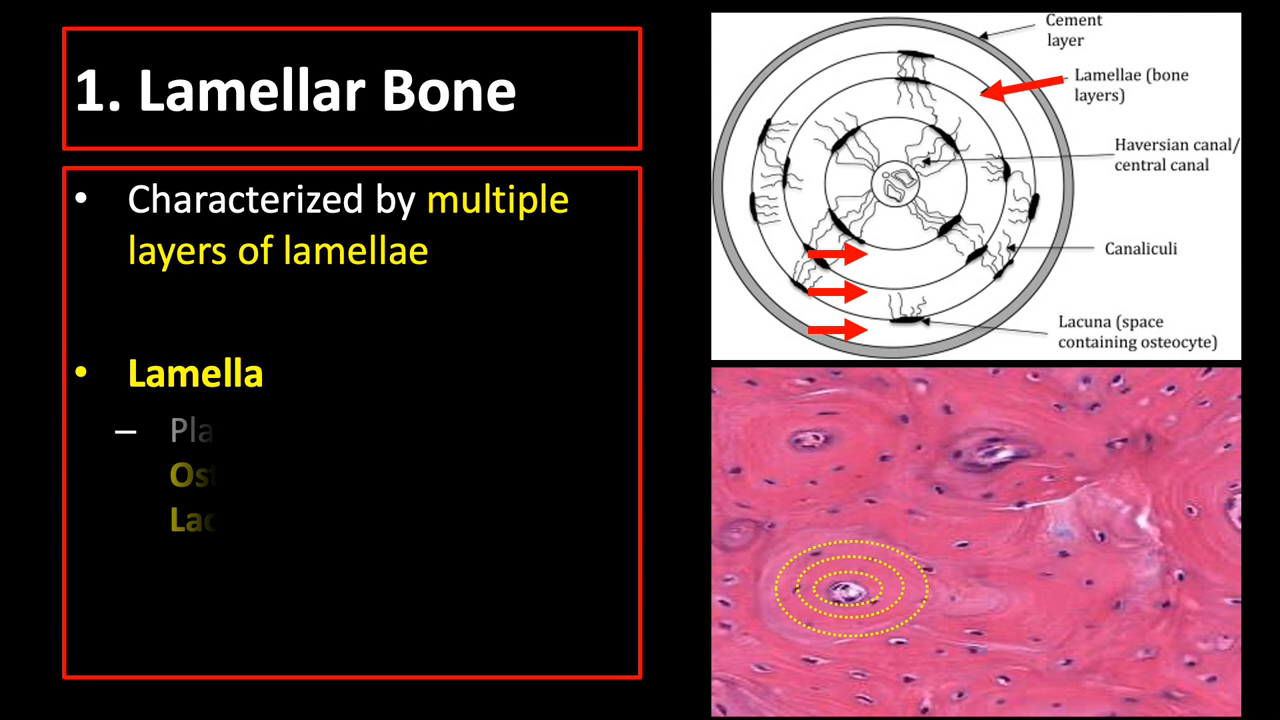 1. Lamellar Bone
• Characterized by multiple
layers of lamellae
• Lamella
Cement
layer
Lamellae (bone
layers)
Haversian canal/
central canal
Canaliculi
Lacuna (space
containing osteocyte)